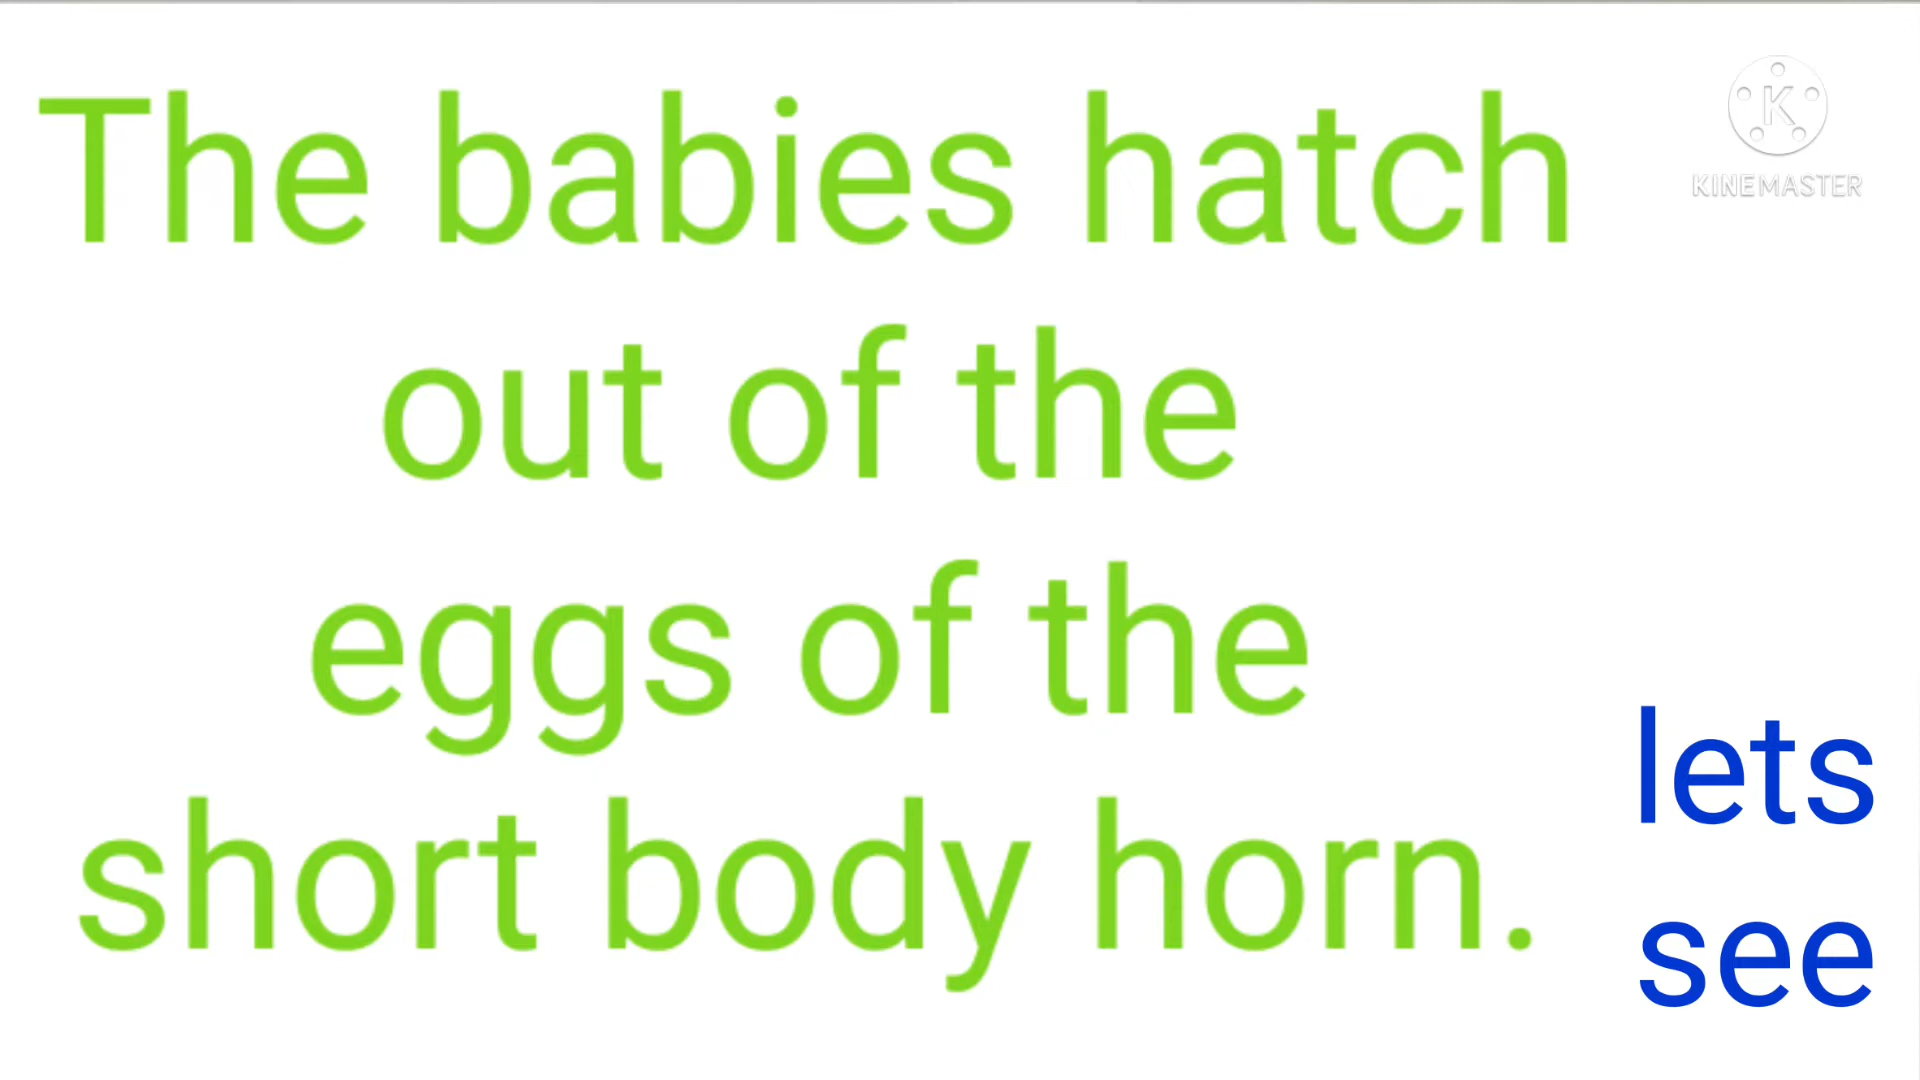 The babies hatch
out of the
eggs of the
short body horn.
lets
see
KINEMASTER